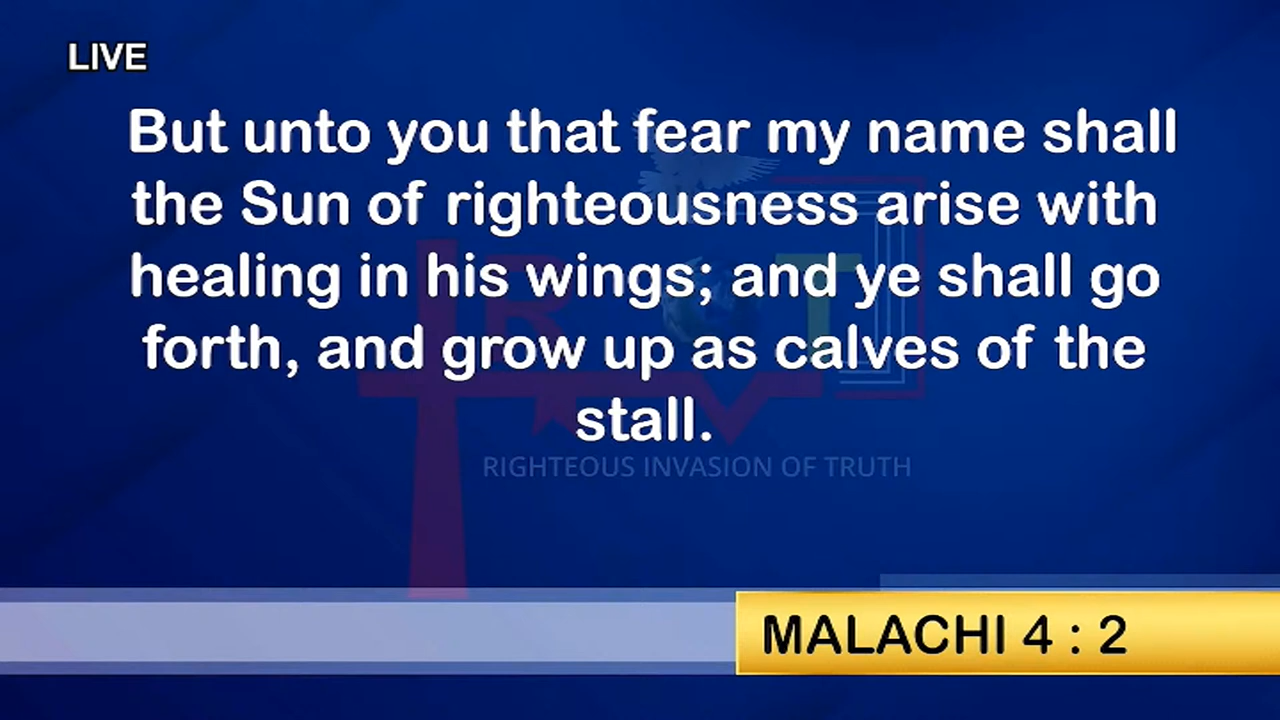 LIVE
But unto you that fear my name shall
the Sun of righteousness arise with
healing in his wings; and ye shall go
forth, and grow up as calves of the
stall.
RIGHTEOUS INVASION OF TRUTH
MALACHI 4 : 2